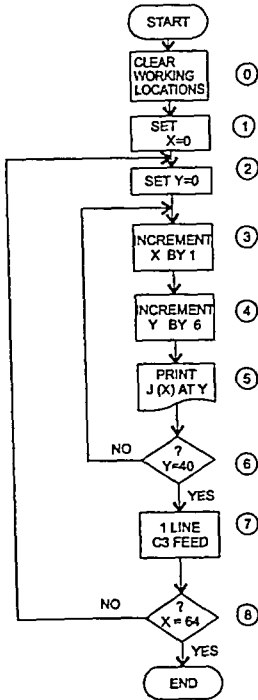 START
CLEAR
WORKING
LOCATIONS
0
SET
X=0
1
2
SET Y=0
INCREMENT
X BY 1
3
INCREMENT
Y BY 6
4
PRINT
J (X) AT Y
5
NO
?
Y=40
6
YES
1 LINE
C3 FEED
7
NO
?
X = 64
8
YES
END